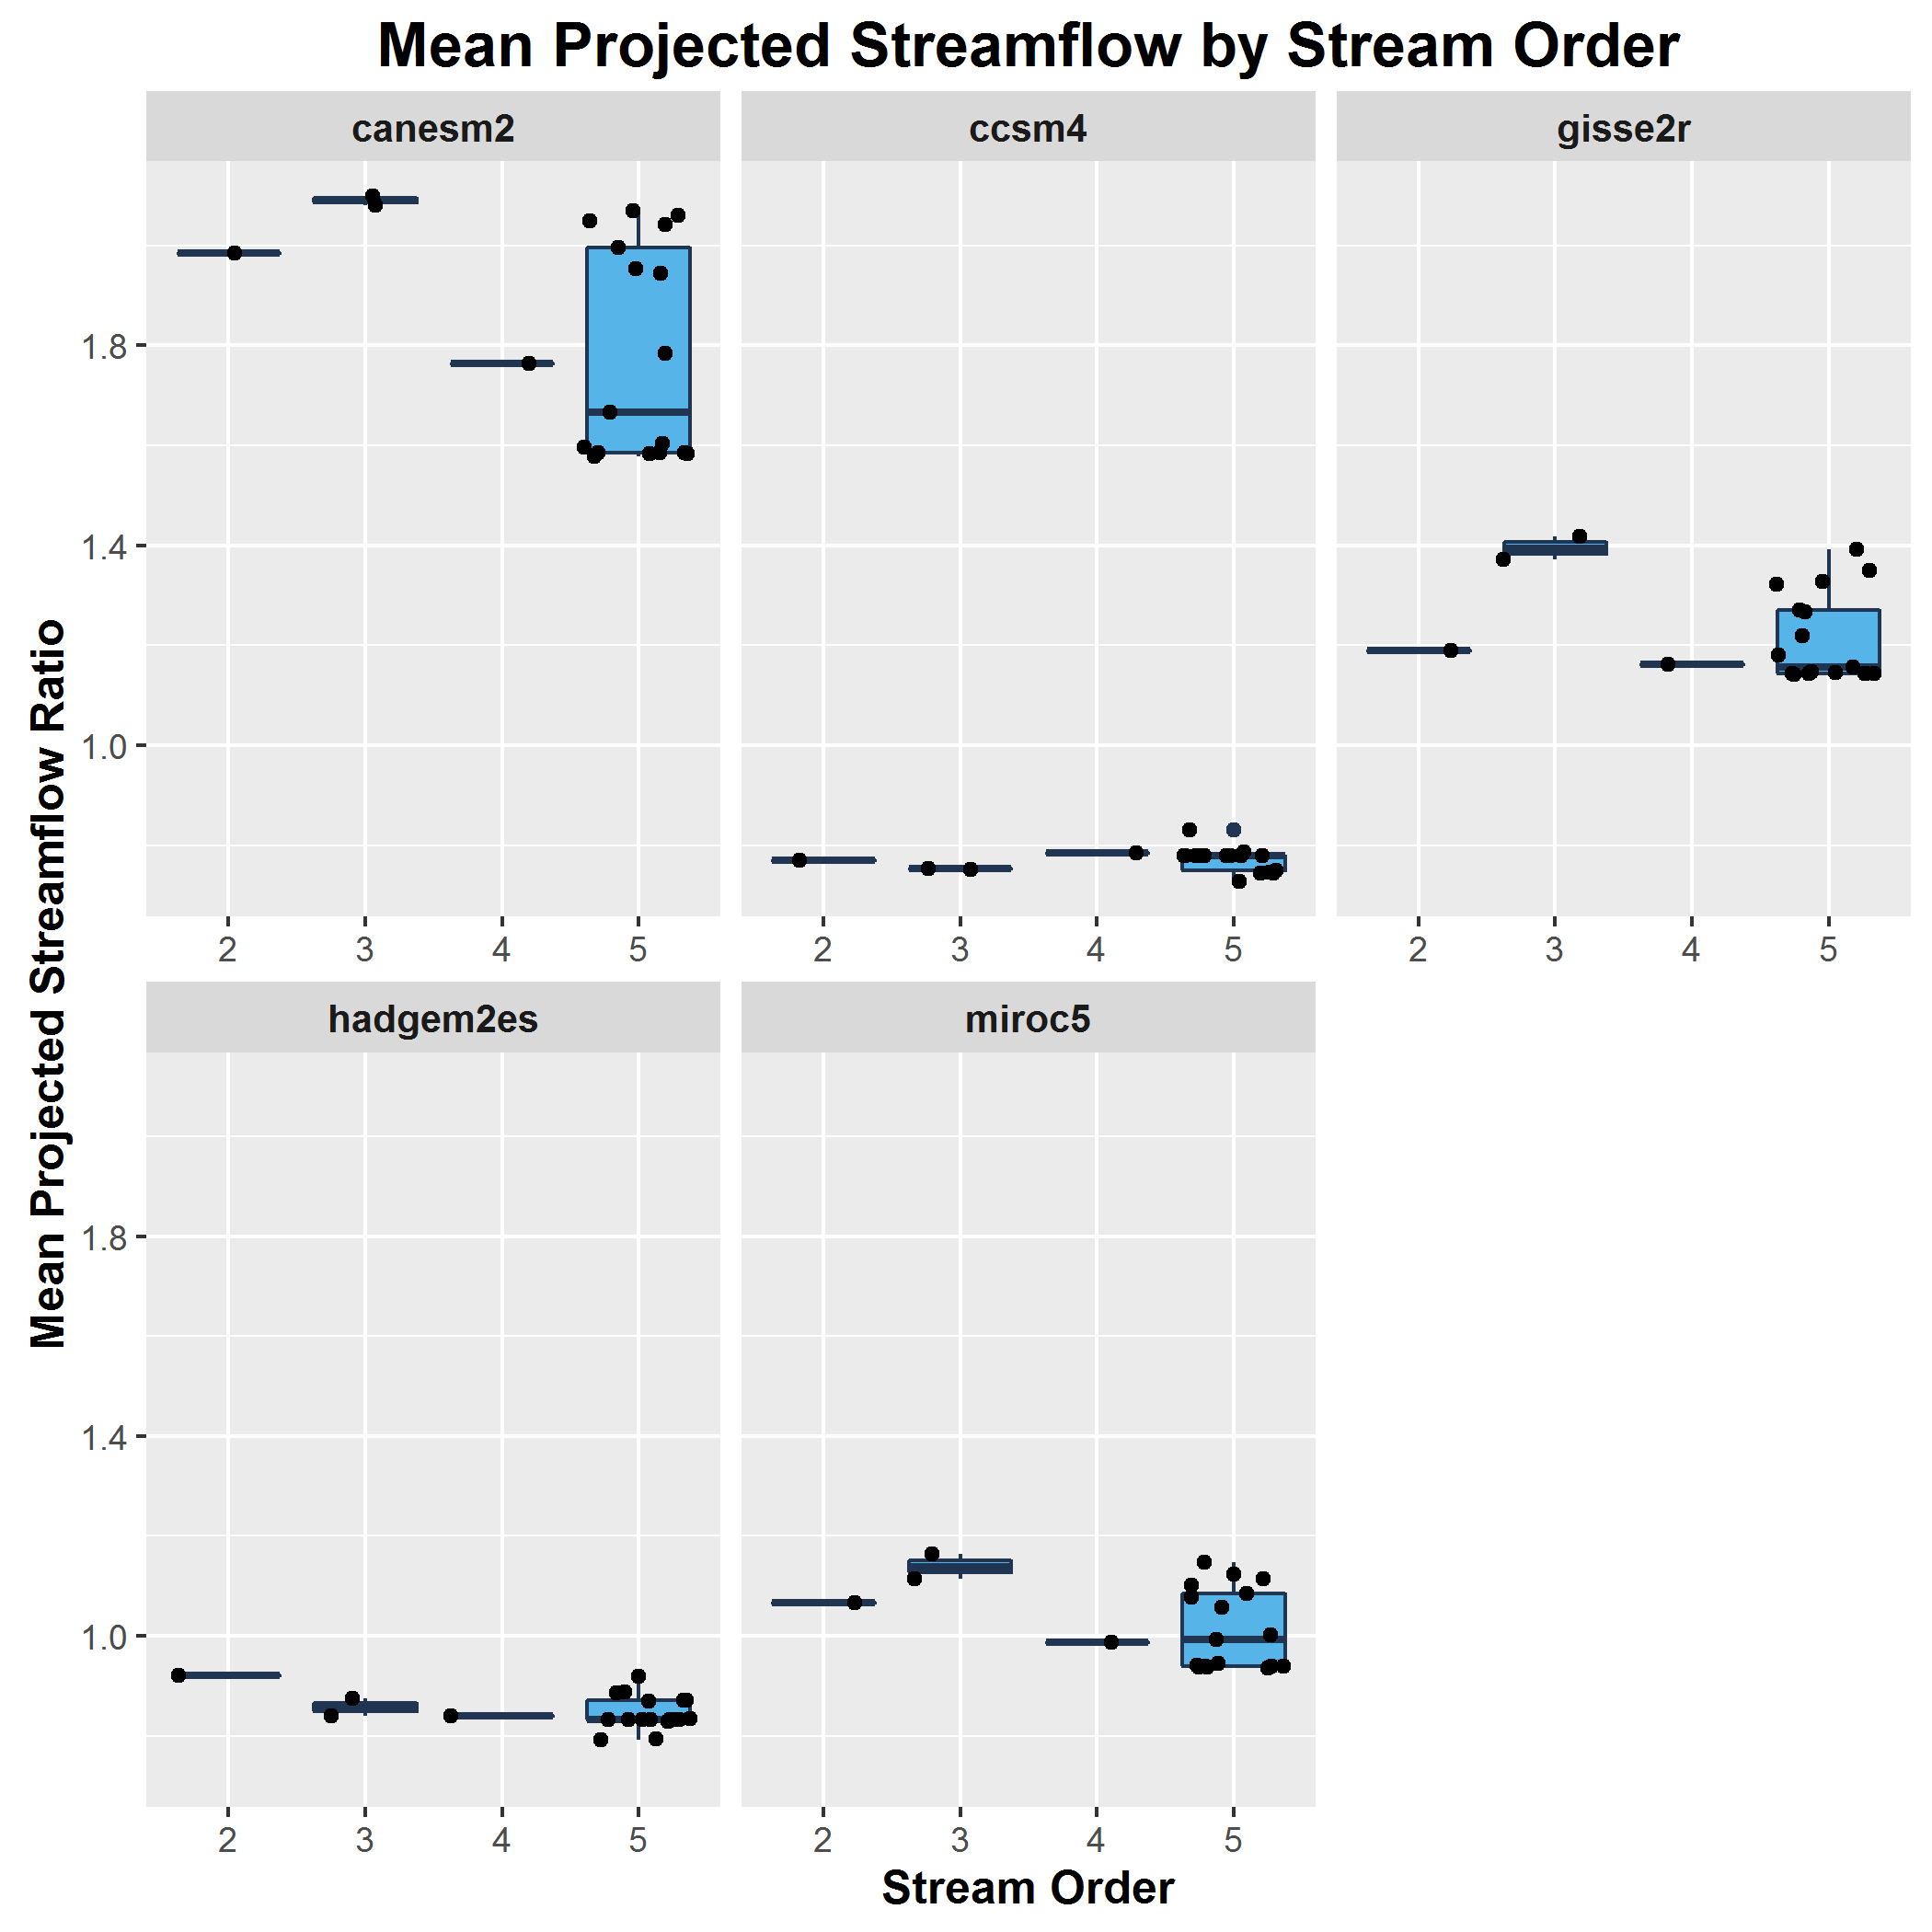 Mean Projected Streamflow by Stream Order
canesm2
ccsm4
gisse2r
1.8
1.4
1.0
2 3 4 5
2 3 4 5
2 3 4 5
Mean Projected Streamflow Ratio
hadgem2es
miroc5
1.8
1.4
1.0
2 3 4 5
2 3 4 5
Stream Order